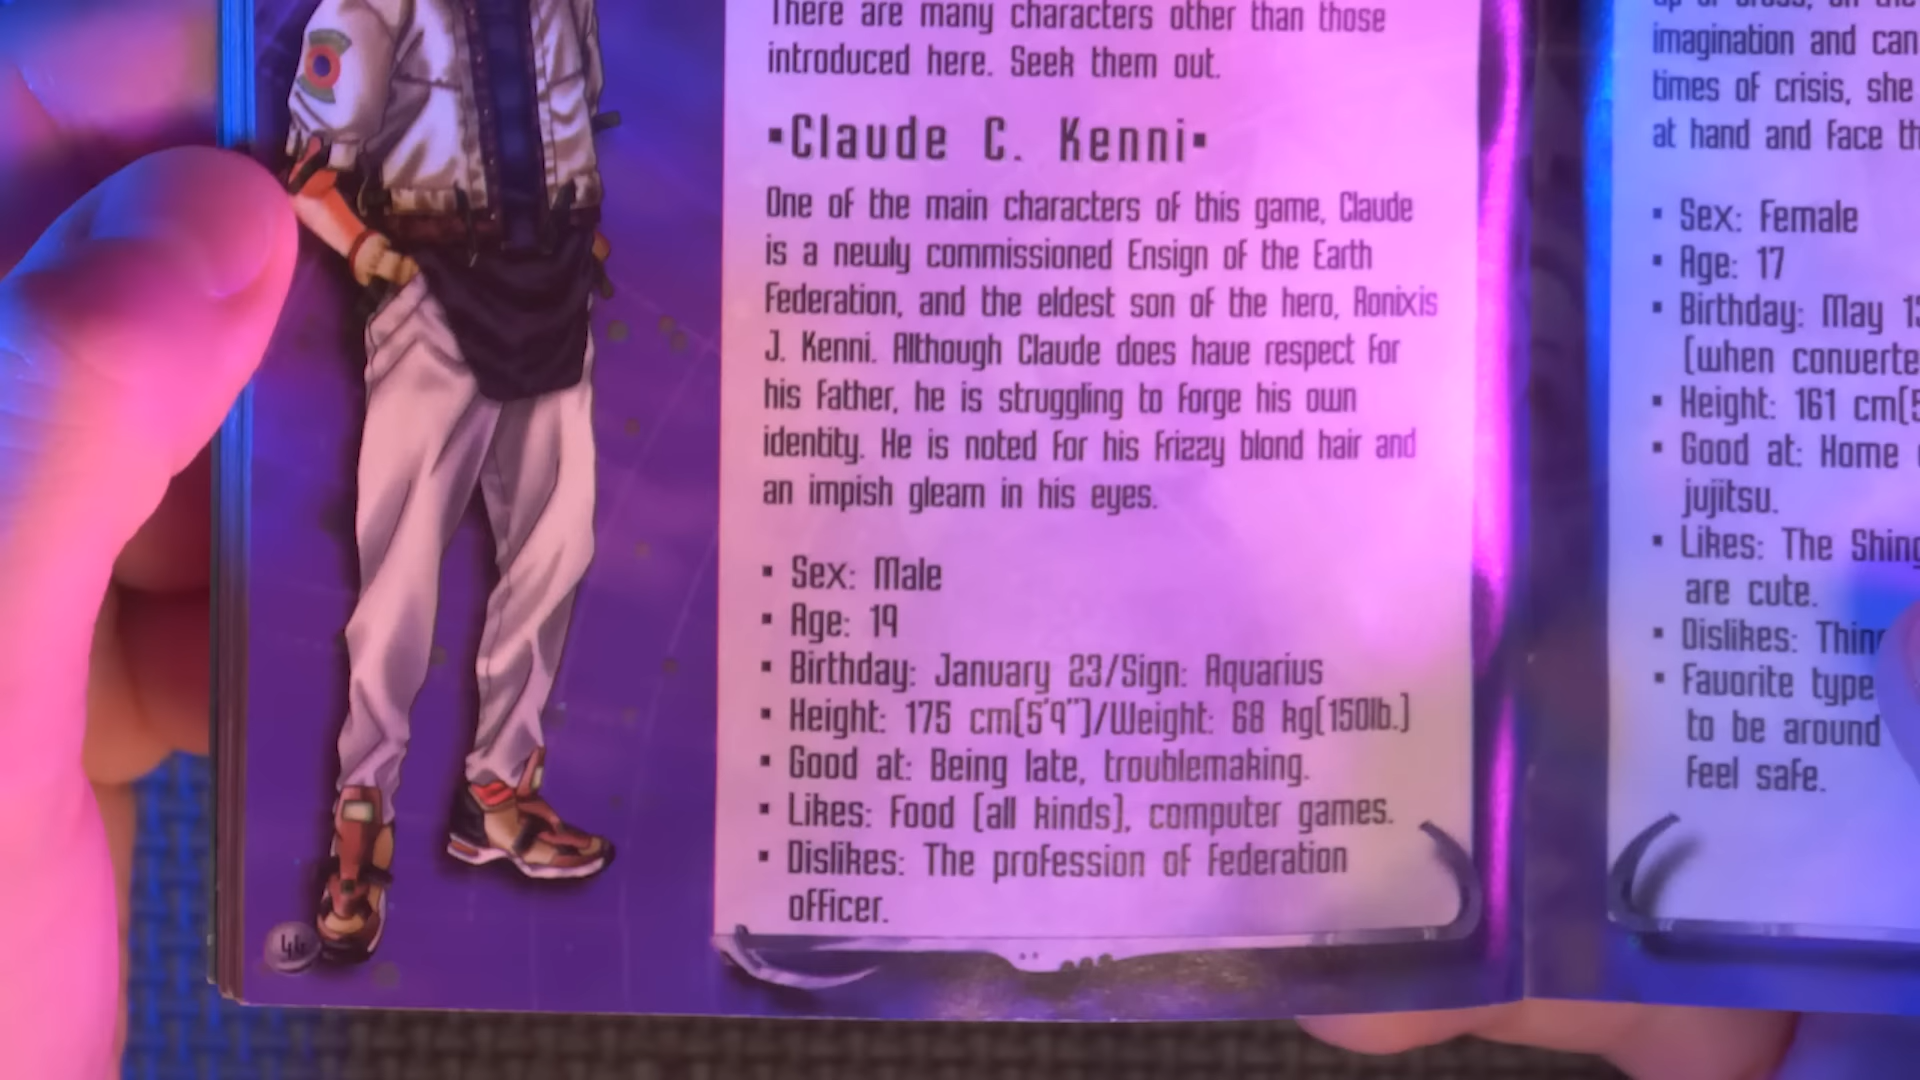 There are many characters other than those
introduced here. Seek them out.
▪Claude C. Kenni▪
One of the main characters of this game, Claude
is a newly commissioned Ensign of the Earth
Federation, and the eldest son of the hero, Ronixis
J. Kenni. Although Claude does have respect for
his father, he is struggling to forge his own
identity. He is noted for his frizzy blond hair and
an impish gleam in his eyes.
▪ Sex: Male
▪ Age: 19
▪ Birthday: January 23/Sign: Aquarius
▪ Height: 175 cm(5'9")/Weight: 68 kg(150lb.)
▪ Good at: Being late, troublemaking.
▪ Likes: Food (all kinds), computer games.
▪ Dislikes: The profession of Federation
officer.
44
imagination and can
times of crisis, she
at hand and face
▪ Sex: Female
▪ Age: 17
▪ Birthday: May
(when
▪ Height: 161 cm(5
▪ Good at: Home
jujitsu.
▪ Likes: The
are cute.
▪ Dislikes:
▪ Favorite type
to be around
feel safe.